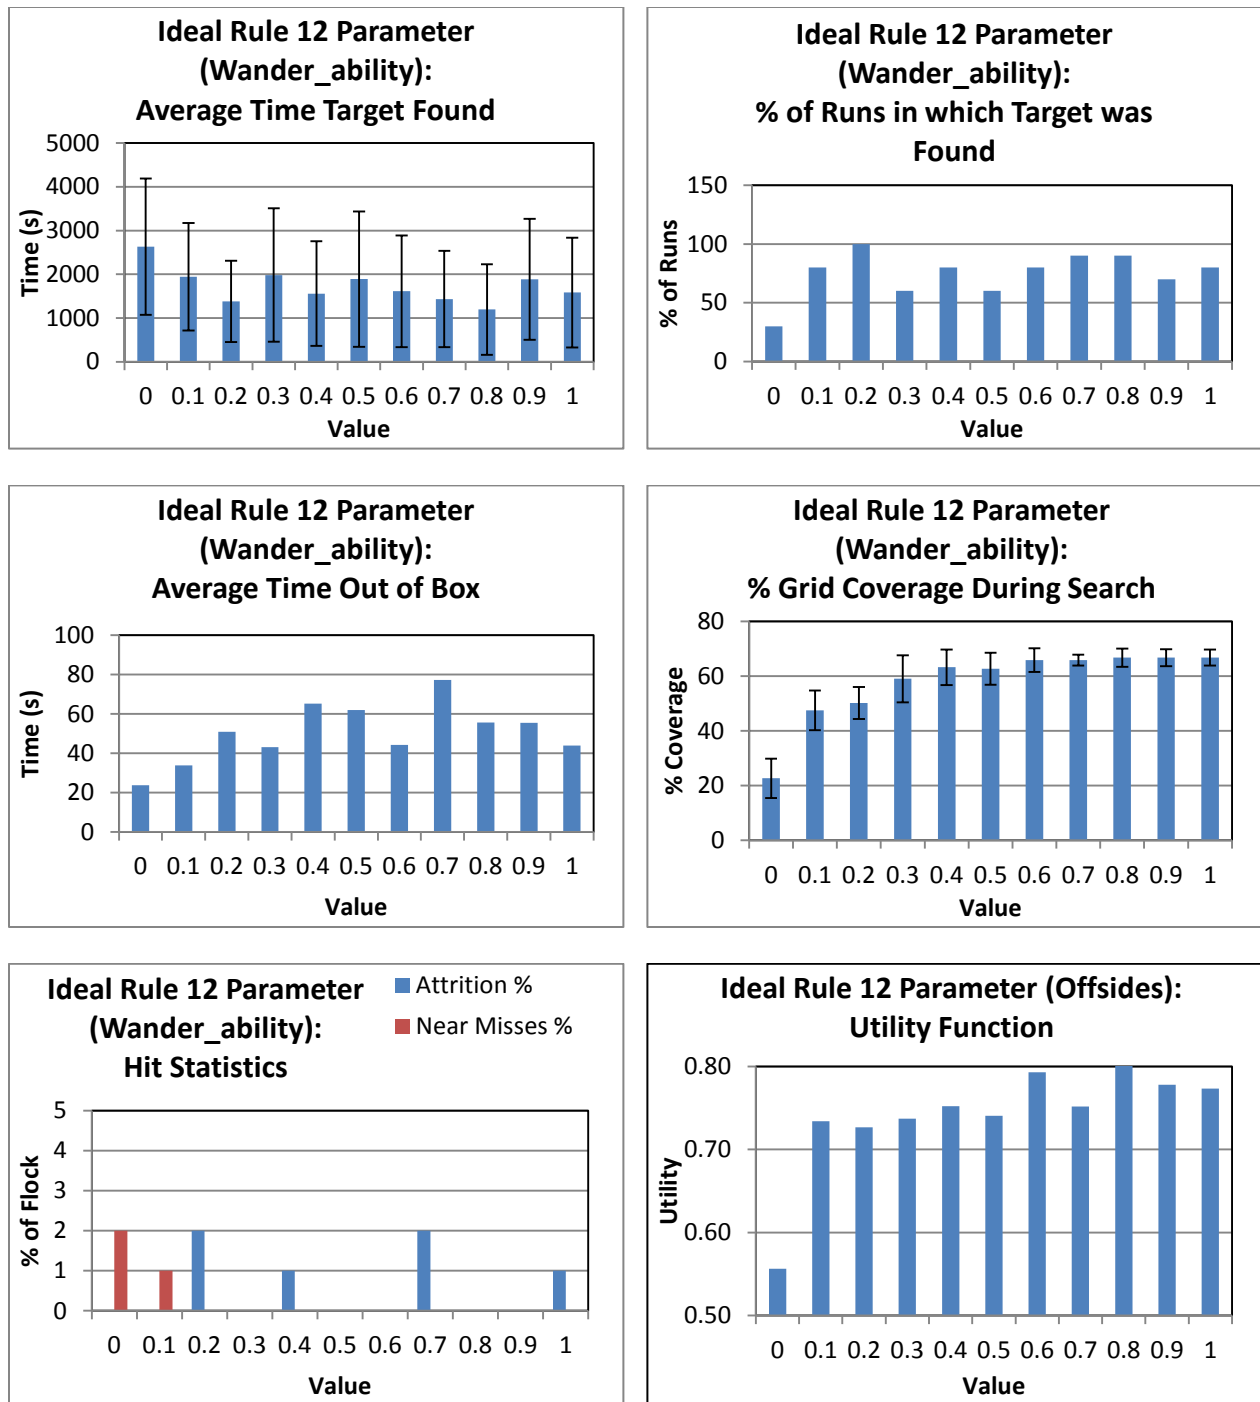 Ideal Rule 12 Parameter
(Wander_ability):
Average Time Target Found
5000
4000
3000
2000
1000
0
Time (s)
0 0.1 0.2 0.3 0.4 0.5 0.6 0.7 0.8 0.9 1
Value
Ideal Rule 12 Parameter
(Wander_ability):
% of Runs in which Target was
Found
150
100
50
0
% of Runs
0 0.1 0.2 0.3 0.4 0.5 0.6 0.7 0.8 0.9 1
Value
Ideal Rule 12 Parameter
(Wander_ability):
Average Time Out of Box
100
80
60
40
20
0
Time (s)
0 0.1 0.2 0.3 0.4 0.5 0.6 0.7 0.8 0.9 1
Value
Ideal Rule 12 Parameter
(Wander_ability):
% Grid Coverage During Search
80
60
40
20
0
% Coverage
0 0.1 0.2 0.3 0.4 0.5 0.6 0.7 0.8 0.9 1
Value
Ideal Rule 12 Parameter
(Wander_ability):
Hit Statistics
Attrition %
Near Misses %
5
4
3
2
1
0
% of Flock
0 0.1 0.2 0.3 0.4 0.5 0.6 0.7 0.8 0.9 1
Value
Ideal Rule 12 Parameter (Offsides):
Utility Function
0.80
0.70
0.60
0.50
Utility
0 0.1 0.2 0.3 0.4 0.5 0.6 0.7 0.8 0.9 1
Value